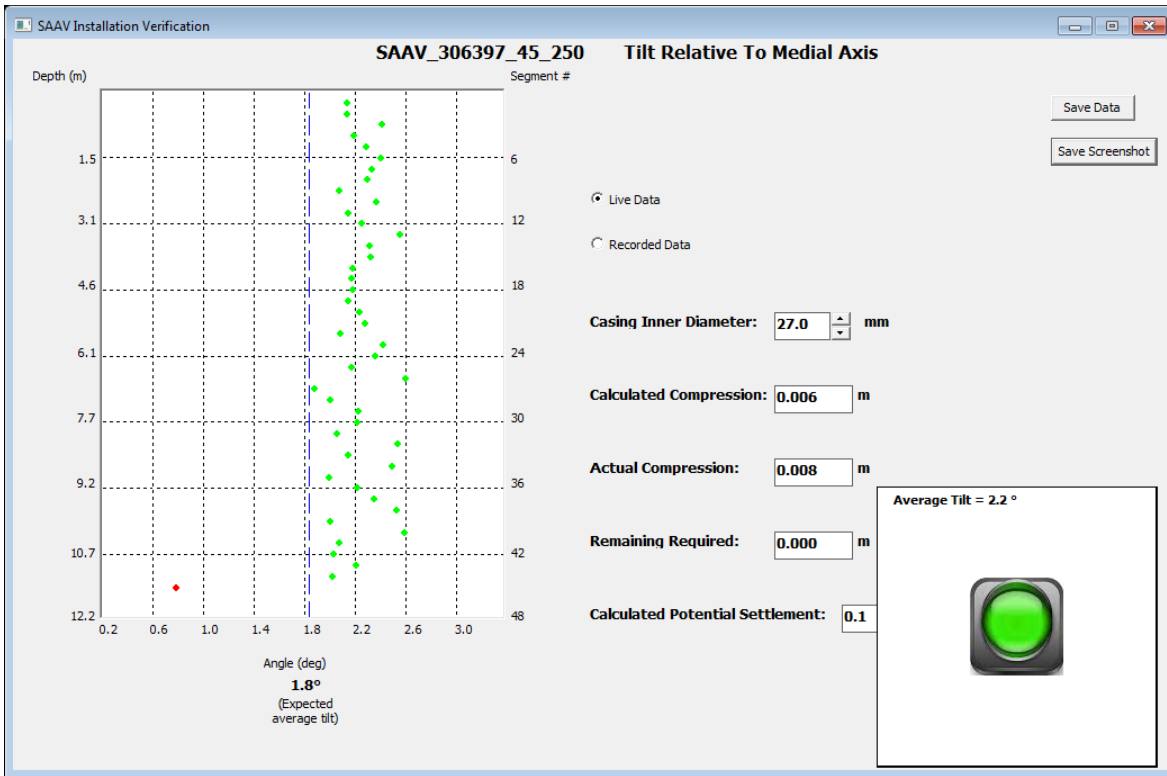 SAAV Installation Verification
SAAV_306397_45_250 Tilt Relative To Medial Axis
Depth (m)
Segment #
Save Data
Save Screenshot
1.5
6
Live Data
3.1
12
Recorded Data
4.6
18
Casing Inner Diameter: 27.0 mm
6.1
24
Calculated Compression: 0.006 m
7.7
30
Actual Compression: 0.008 m
9.2
36
Average Tilt = 2.2 °
Remaining Required: 0.000 m
10.7
42
Calculated Potential Settlement: 0.1
12.2
48
0.2 0.6 1.0 1.4 1.8 2.2 2.6 3.0
Angle (deg)
1.8°
(Expected
average tilt)